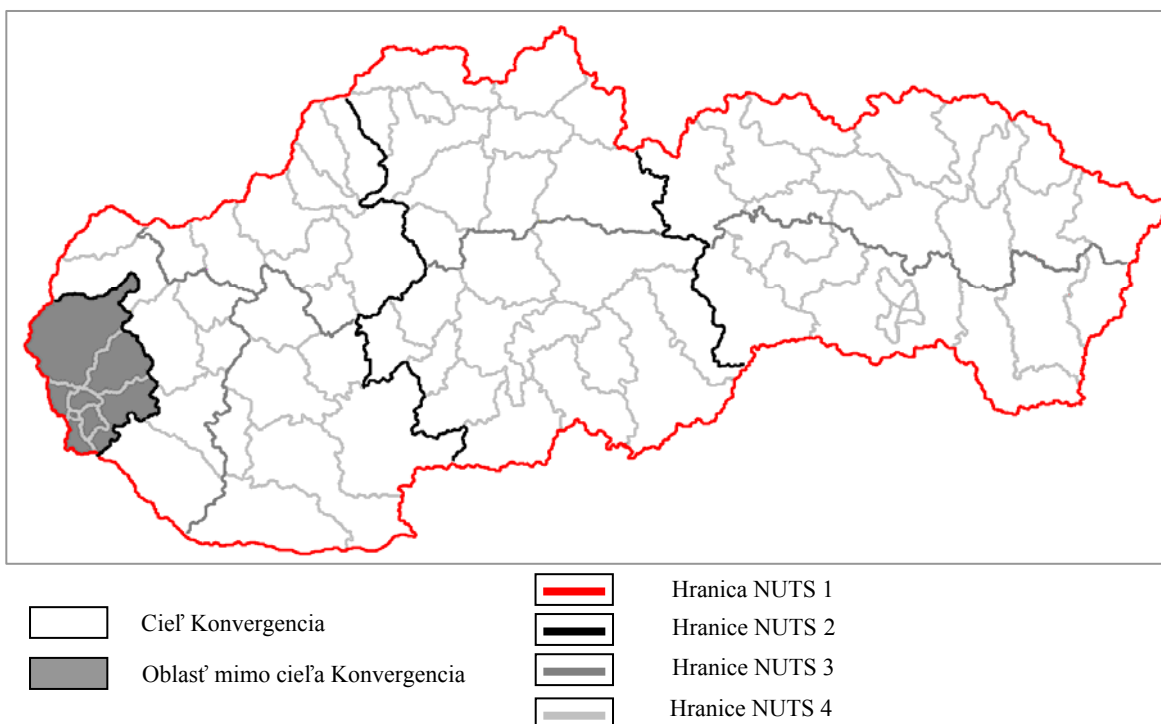 Cieľ Konvergencia
Oblasť mimo cieľa Konvergencia
Hranica NUTS 1
Hranice NUTS 2
Hranice NUTS 3
Hranice NUTS 4